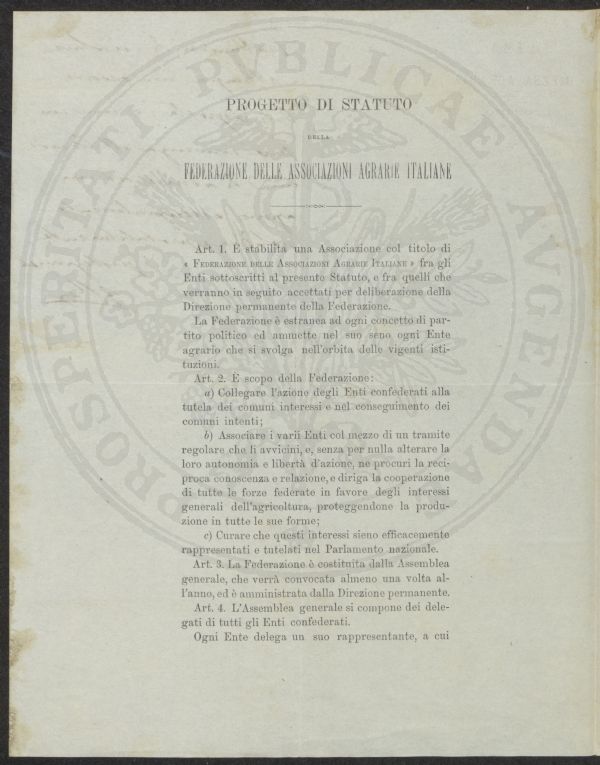 PROGETTO DI STATUTO
DELLA
FEDERAZIONE DELLE ASSOCIAZIONI AGRARIE ITALIANE
Art. 1. È stabilita una Associazione col titolo di
« FEDERAZIONE DELLE ASSOCIAZIONI AGRARIE ITALIANE » fra gli
Enti sottoscritti al presente Statuto, e fra quelli che
verranno in seguito accettati per deliberazione della
Direzione permanente della Federazione.
La Federazione è estranea ad ogni concetto di par-
tito politico ed ammette nel suo seno ogni Ente
agrario che si svolga nell'orbita delle vigenti isti-
tuzioni.
Art. 2. È scopo della Federazione:
a) Collegare l'azione degli Enti confederati alla
tutela dei comuni interessi e nel conseguimento dei
comuni intenti;
b) Associare i varii Enti col mezzo di un tramite
regolare che li avvicini, e, senza per nulla alterare la
loro autonomia e libertà d'azione, ne procuri la reci-
proca conoscenza e relazione, e diriga la cooperazione
di tutte le forze federate in favore degli interessi
generali dell'agricoltura, proteggendone la produ-
zione in tutte le sue forme;
c) Curare che questi interessi sieno efficacemente
rappresentati e tutelati nel Parlamento nazionale.
Art. 3. La Federazione è costituita dalla Assemblea
generale, che verrà convocata almeno una volta al-
l'anno, ed è amministrata dalla Direzione permanente.
Art. 4. L'Assemblea generale si compone dei dele-
gati di tutti gli Enti confederati.
Ogni Ente delega un suo rappresentante, a cui
PROSPERITATI PVBLICAE AVGENDAE